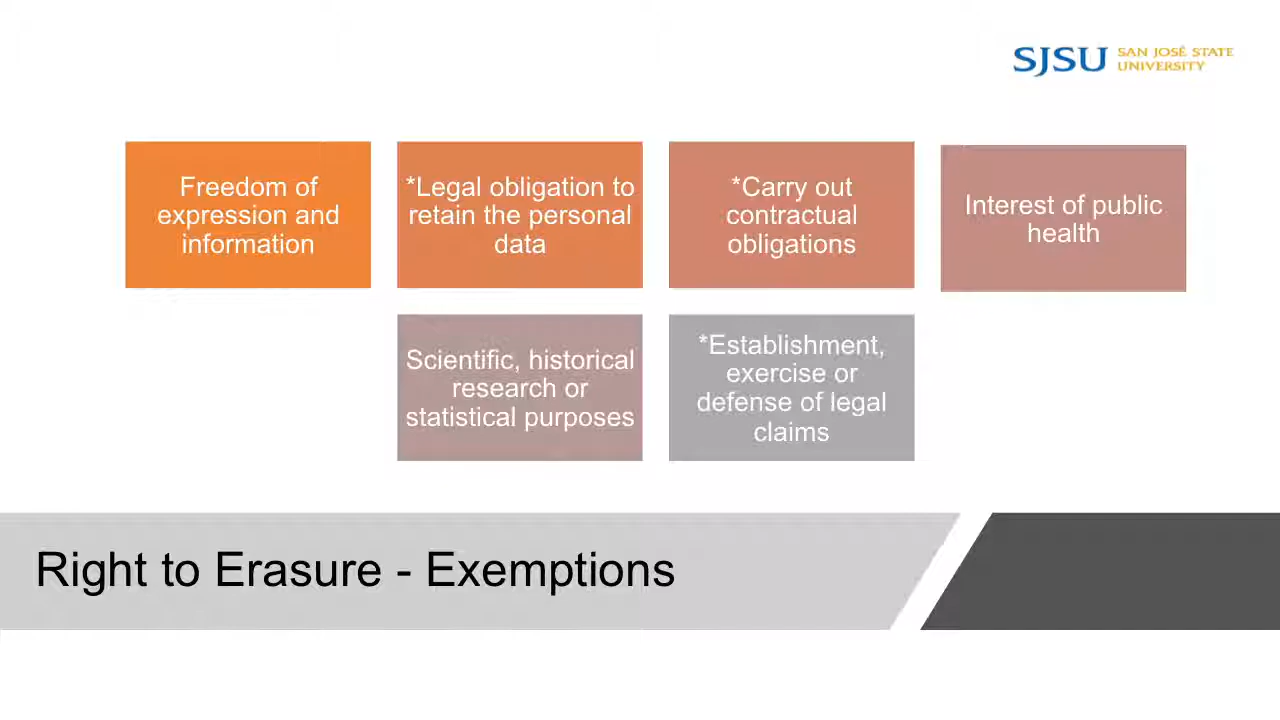 SJSU SAN JOSÉ STATE
UNIVERSITY
Freedom of
expression and
information
*Legal obligation to
retain the personal
data
*Carry out
contractual
obligations
Interest of public
health
Scientific, historical
research or
statistical purposes
*Establishment,
exercise or
defense of legal
claims
Right to Erasure - Exemptions